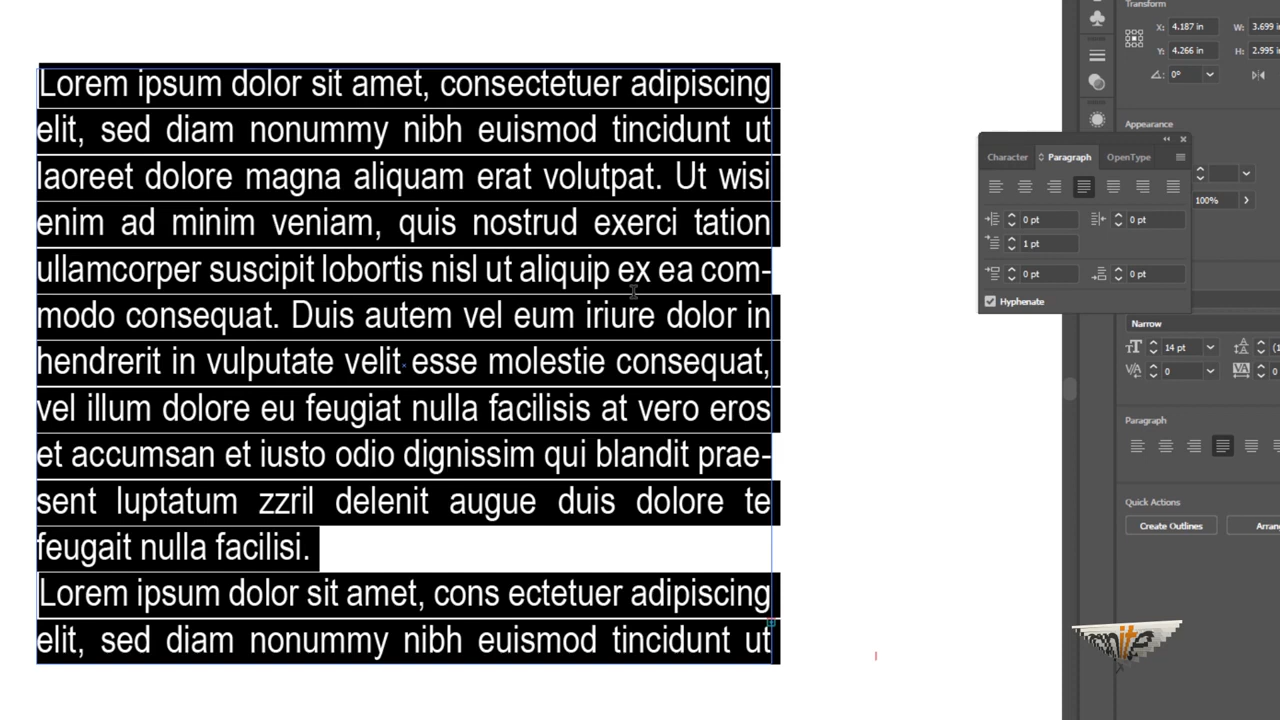 Lorem ipsum dolor sit amet, consectetuer adipiscing
elit, sed diam nonummy nibh euismod tincidunt ut
laoreet dolore magna aliquam erat volutpat. Ut wisi
enim ad minim veniam, quis nostrud exerci tation
ullamcorper suscipit lobortis nisl ut aliquip ex ea com-
modo consequat. Duis autem vel eum iriure dolor in
hendrerit in vulputate velit esse molestie consequat,
vel illum dolore eu feugiat nulla facilisis at vero eros
et accumsan et iusto odio dignissim qui blandit prae-
sent luptatum zzril delenit augue duis dolore te
feugait nulla facilisi.
Lorem ipsum dolor sit amet, cons ectetuer adipiscing
elit, sed diam nonummy nibh euismod tincidunt ut
Transform
X: 4.187 in W: 3.699 in
Y: 4.266 in H: 2.995 in
0°
Appearance
100%
Character Paragraph OpenType
0 pt 0 pt
1 pt
0 pt 0 pt
Hyphenate
Narrow
14 pt (1
0 0
Paragraph
Quick Actions
Create Outlines Arrang